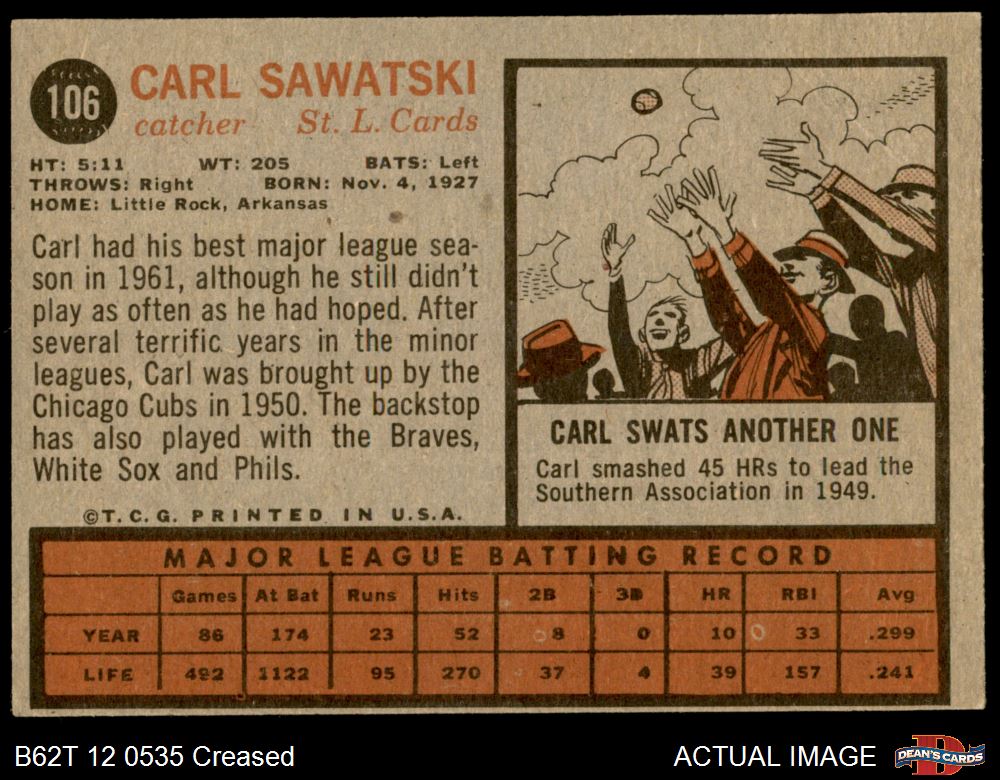 106
CARL SAWATSKI
catcher St. L. Cards
HT: 5:11 WT: 205 BATS: Left
THROWS: Right BORN: Nov. 4, 1927
HOME: Little Rock, Arkansas
Carl had his best major league sea-
son in 1961, although he still didn't
play as often as he had hoped. After
several terrific years in the minor
leagues, Carl was brought up by the
Chicago Cubs in 1950. The backstop
has also played with the Braves,
White Sox and Phils.
©T. C. G. PRINTED IN U.S.A.
CARL SWATS ANOTHER ONE
Carl smashed 45 HRs to lead the
Southern Association in 1949.
MAJOR LEAGUE BATTING RECORD
Games At Bat Runs Hits 2B 3B HR RBI Avg
YEAR 86 174 23 52 8 0 10 33 .299
LIFE 492 1122 95 270 37 4 39 157 .241
B62T 12 0535 Creased
ACTUAL IMAGE
DEAN'S CARDS